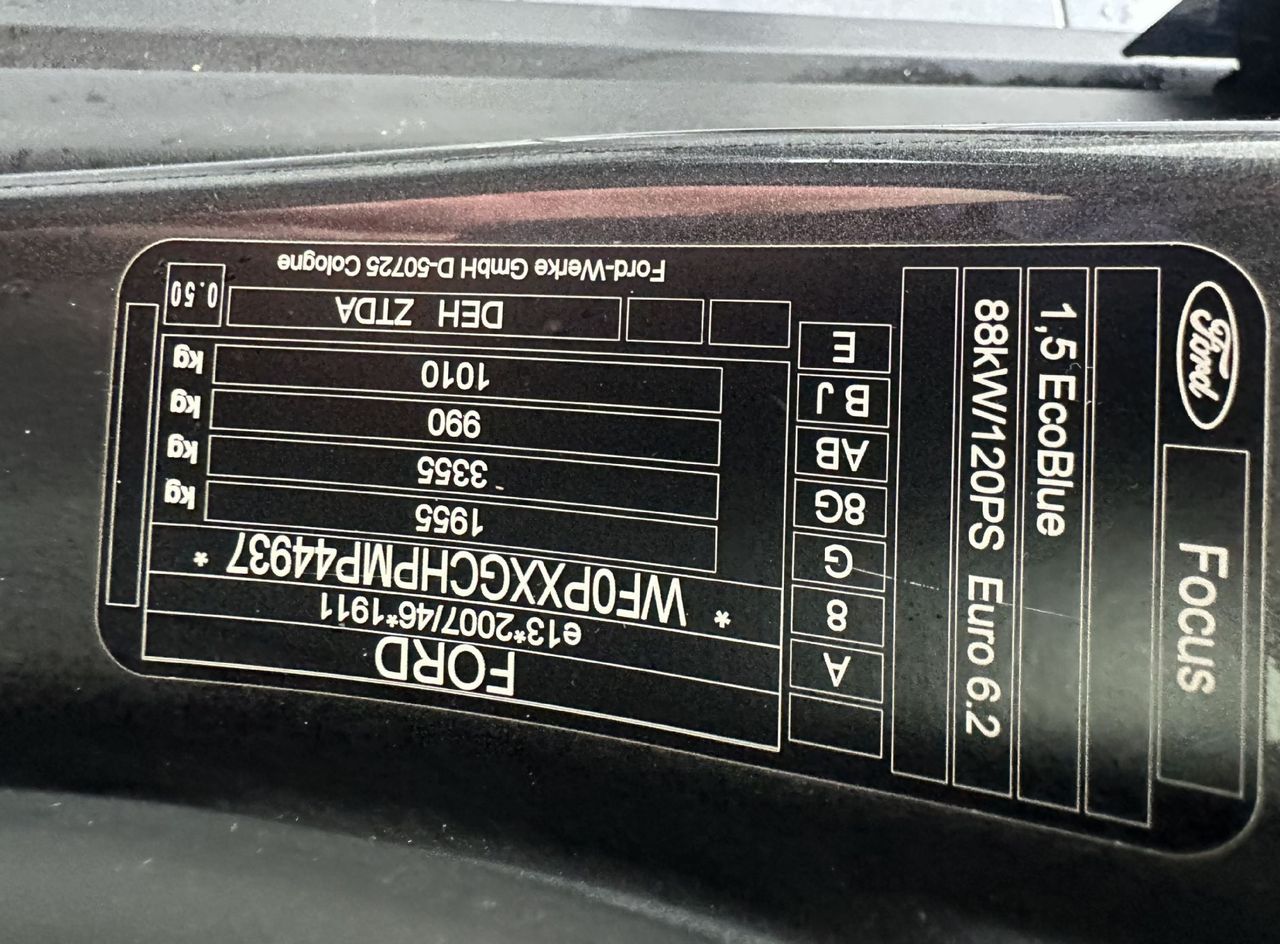 FORD
e13*2007/46*1911
* WF0PXXGCHPMP44937 *
1955 kg
3355 kg
990 kg
1010 kg
DEH ZTDA
0.50
Ford-Werke GmbH D-50725 Cologne
A
8
G
8G
AB
BJ
E
Ford
Focus
1,5 EcoBlue
88kW/120PS Euro 6.2